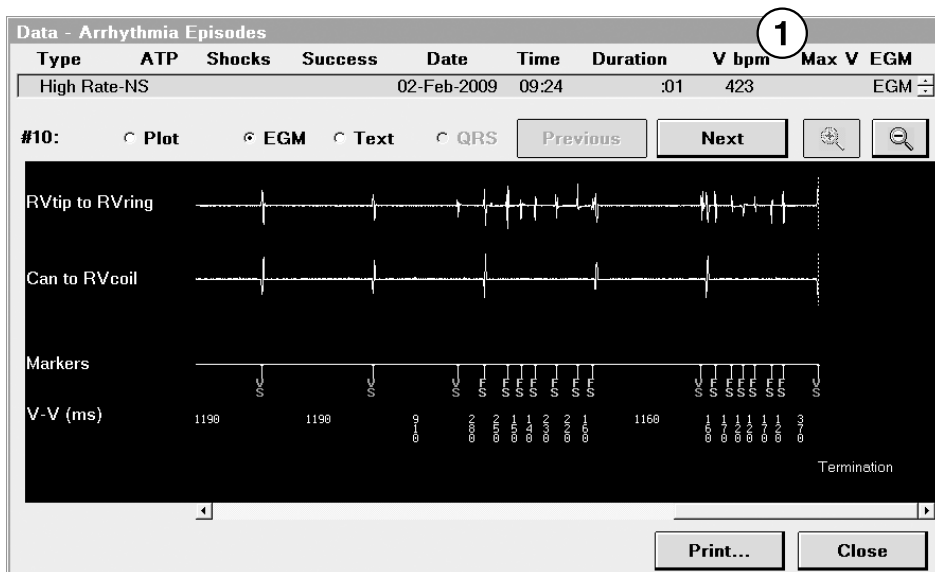 Data - Arrhythmia Episodes
1
Type ATP Shocks Success Date Time Duration V bpm Max V EGM
High Rate-NS 02-Feb-2009 09:24 :01 423 EGM
#10: Plot EGM Text QRS Previous Next
RVtip to RVring
Can to RVcoil
Markers
VS VS VS FS FS FS FS FS FS FS VS FS FS FS FS FS FS VS
V-V (ms)
1190 1190 910 280 250 150 140 230 220 160 1160 160 170 120 120 170 120 370
Termination
Print... Close